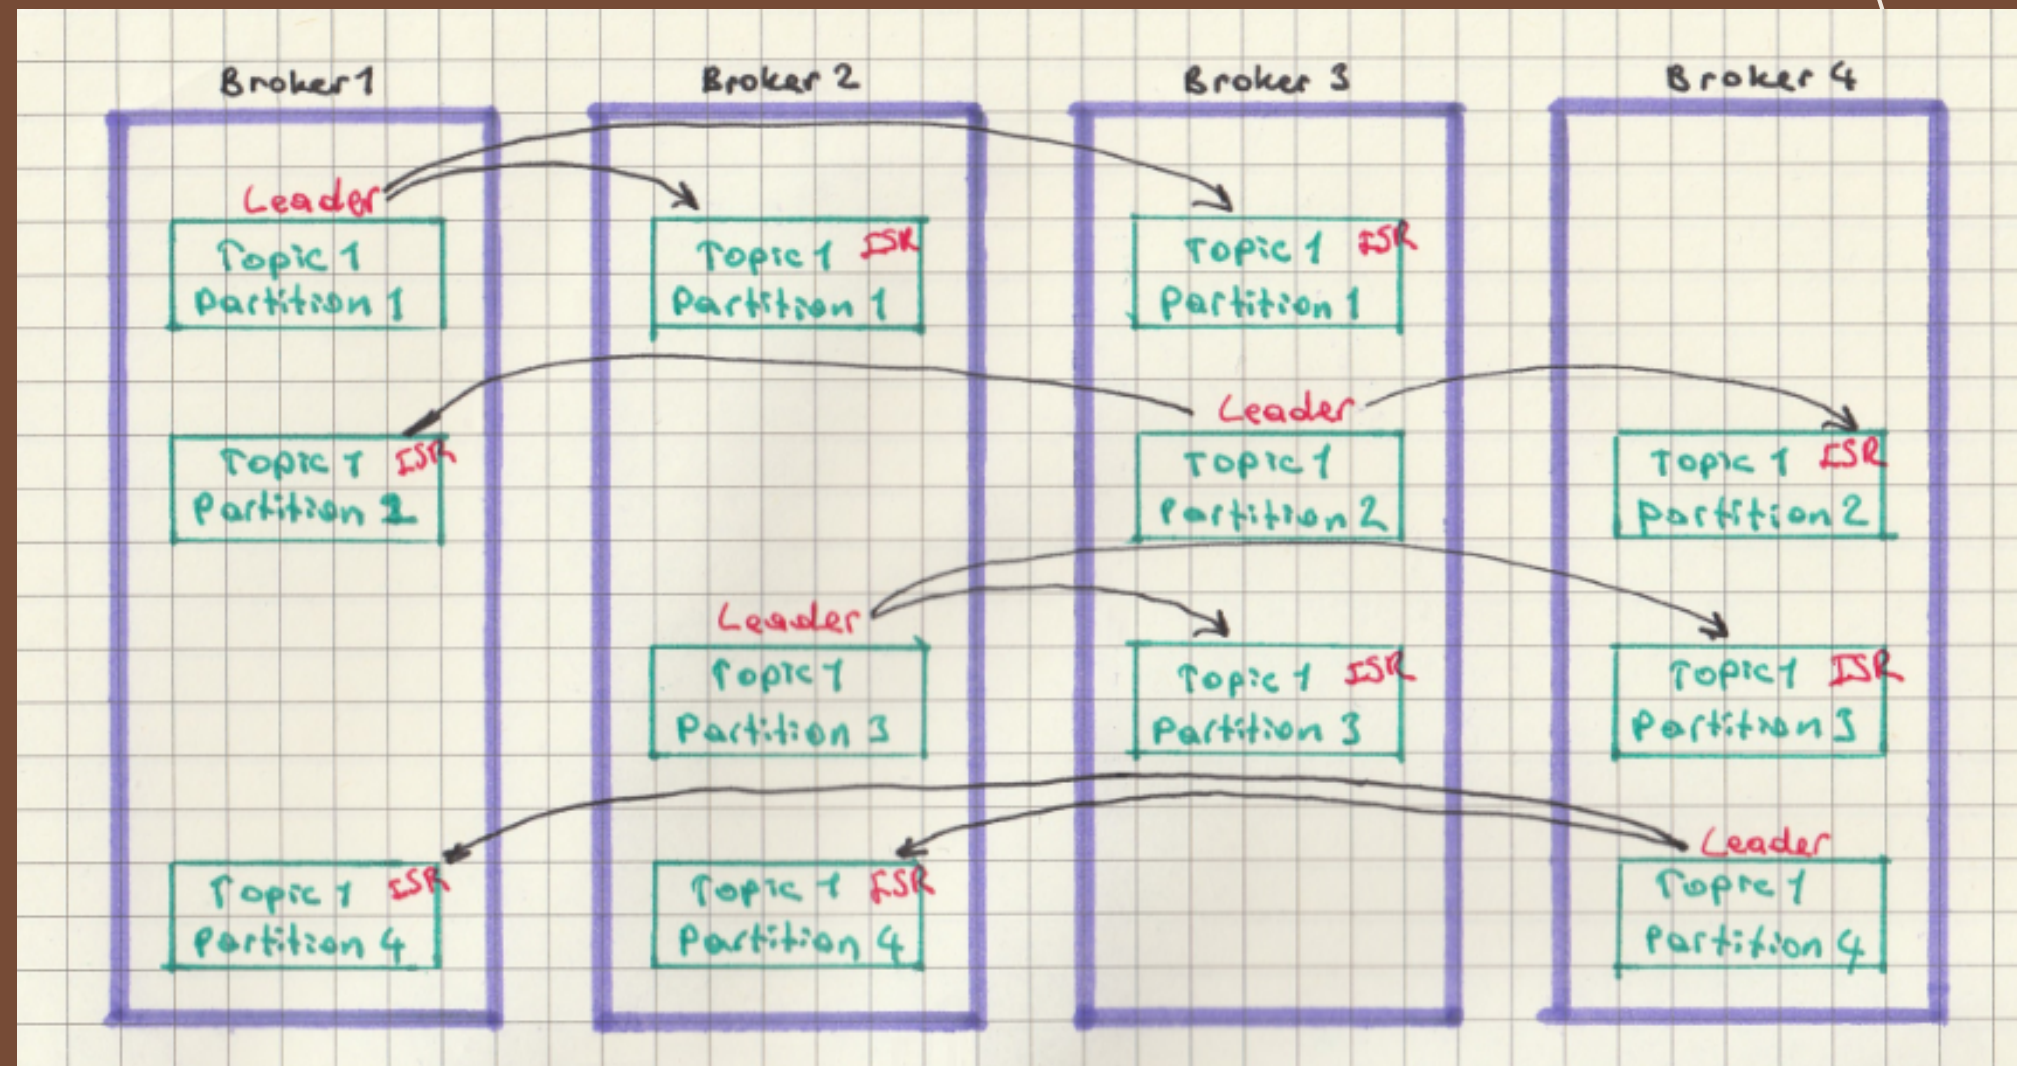 Broker 1
Broker 2
Broker 3
Broker 4
Leader
Topic 1
Partition 1
Topic 1 ISR
Partition 1
Topic 1 ISR
Partition 1
Leader
Topic 1 ISR
Partition 2
Topic 1
Partition 2
Topic 1 ISR
Partition 2
Leader
Topic 1
Partition 3
Topic 1 ISR
Partition 3
Topic 1 ISR
Partition 3
Leader
Topic 1 ISR
Partition 4
Topic 1 ISR
Partition 4
Topic 1
Partition 4